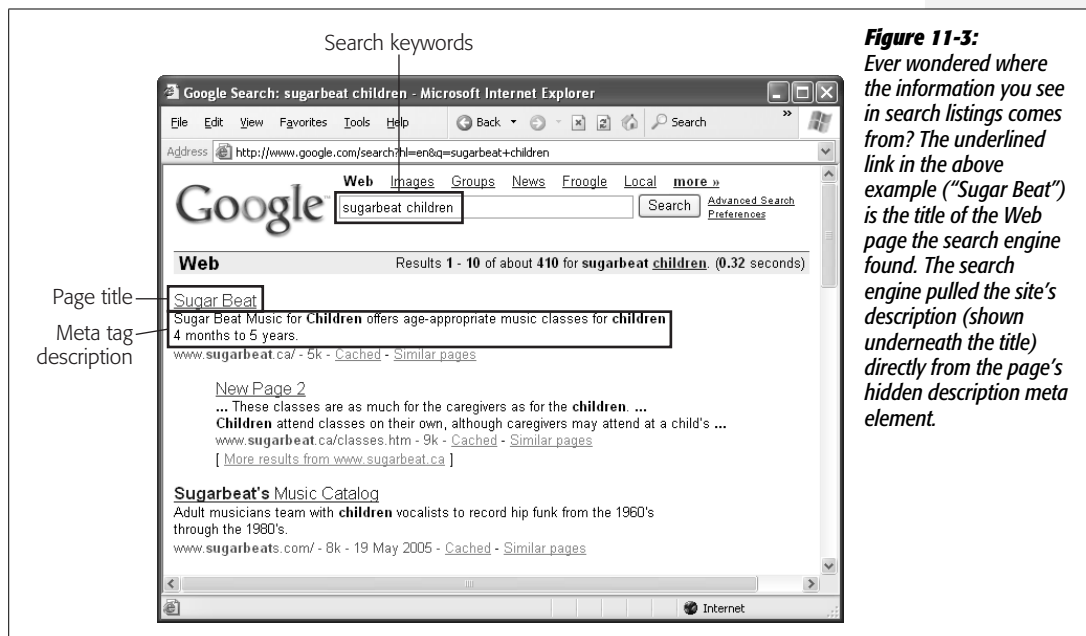 Search keywords
Google Search: sugarbeat children - Microsoft Internet Explorer
File Edit View Favorites Tools Help Back Search »
Address http://www.google.com/search?hl=en&q=sugarbeat+children
Google™
Web Images Groups News Froogle Local more »
sugarbeat children Search Advanced Search
Preferences
Web Results 1 - 10 of about 410 for sugarbeat children. (0.32 seconds)
Page title
Sugar Beat
Meta tag
description
Sugar Beat Music for Children offers age-appropriate music classes for children
4 months to 5 years.
www.sugarbeat.ca/ - 5k - Cached - Similar pages
New Page 2
... These classes are as much for the caregivers as for the children. ...
Children attend classes on their own, although caregivers may attend at a child's ...
www.sugarbeat.ca/classes.htm - 9k - Cached - Similar pages
[ More results from www.sugarbeat.ca ]
Sugarbeat's Music Catalog
Adult musicians team with children vocalists to record hip funk from the 1960's
through the 1980's.
www.sugarbeats.com/ - 8k - 19 May 2005 - Cached - Similar pages
Internet
Figure 11-3:
Ever wondered where
the information you see
in search listings comes
from? The underlined
link in the above
example (“Sugar Beat”)
is the title of the Web
page the search engine
found. The search
engine pulled the site’s
description (shown
underneath the title)
directly from the page’s
hidden description meta
element.